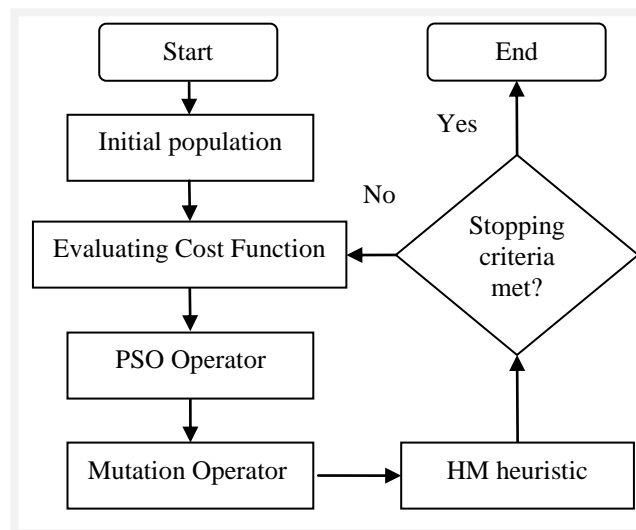 Start
Initial population
Evaluating Cost Function
PSO Operator
Mutation Operator
HM heuristic
Stopping
criteria
met?
No
Yes
End